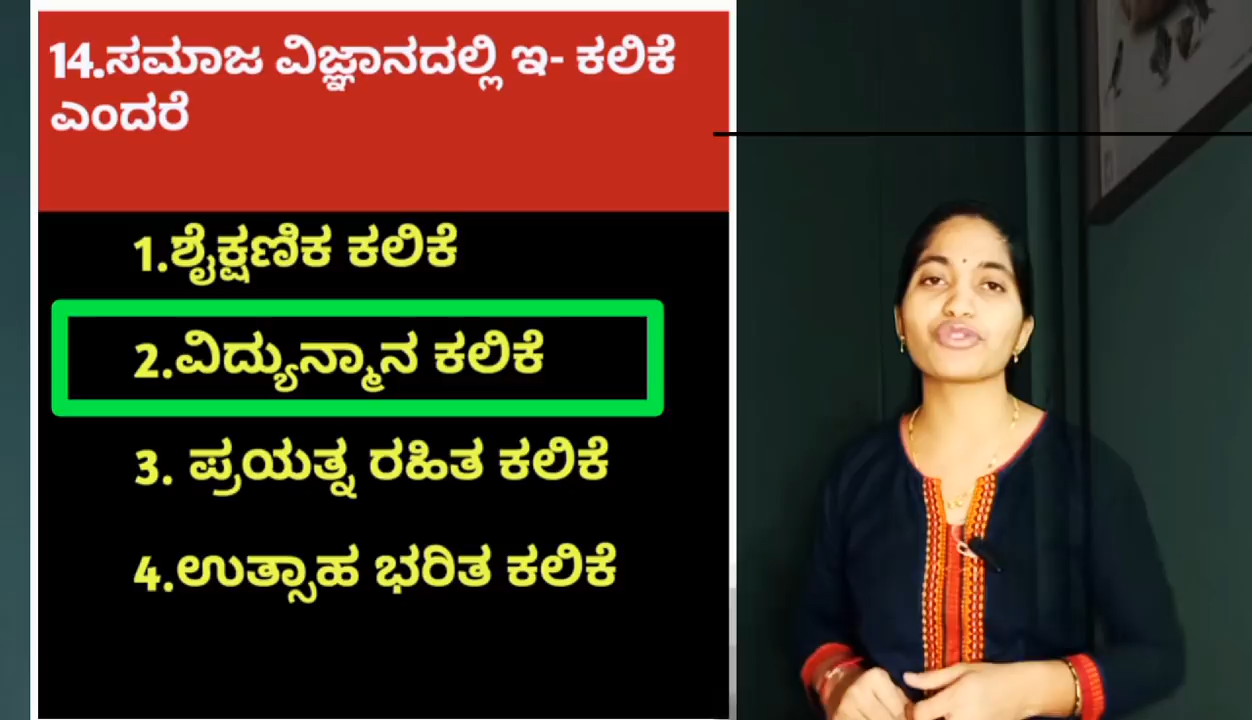 14.ಸಮಾಜ ವಿಜ್ಞಾನದಲ್ಲಿ ಇ- ಕಲಿಕೆ
ಎಂದರೆ
1.ಶೈಕ್ಷಣಿಕ ಕಲಿಕೆ
2.ವಿದ್ಯುನ್ಮಾನ ಕಲಿಕೆ
3. ಪ್ರಯತ್ನ ರಹಿತ ಕಲಿಕೆ
4.ಉತ್ಸಾಹ ಭರಿತ ಕಲಿಕೆ